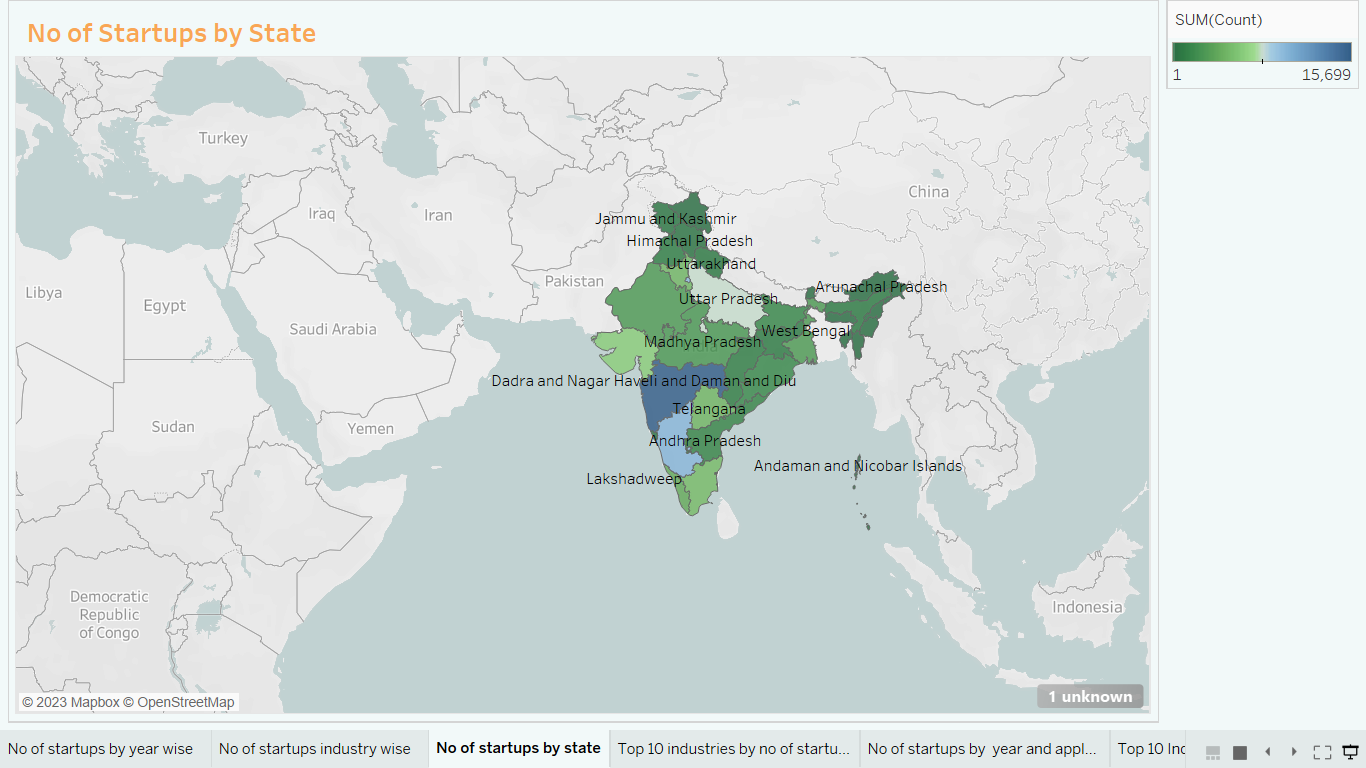 No of Startups by State
SUM(Count)
1
15,699
Turkey
China
Iraq
Iran
Jammu and Kashmir
Himachal Pradesh
Uttarakhand
Pakistan
Libya
Egypt
Arunachal Pradesh
Uttar Pradesh
Saudi Arabia
West Bengal
Madhya Pradesh
Dadra and Nagar Haveli and Daman and Diu
Telangana
Sudan
Yemen
Andhra Pradesh
Andaman and Nicobar Islands
Lakshadweep
Democratic
Republic
of Congo
Indonesia
1 unknown
© 2023 Mapbox © OpenStreetMap
No of startups by year wise
No of startups industry wise
No of startups by state
Top 10 industries by no of startu...
No of startups by  year and appl...
Top 10 Inc